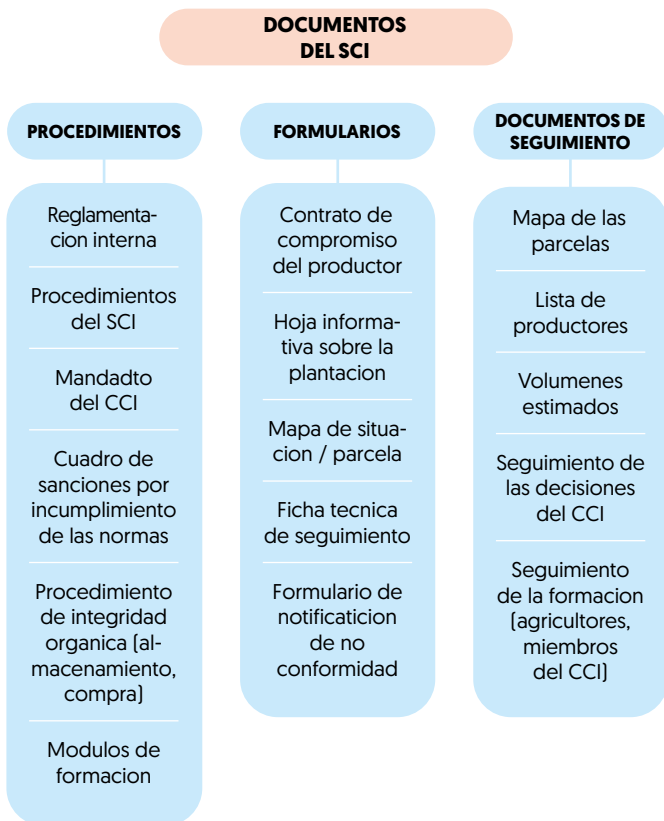 DOCUMENTOS
DEL SCI
PROCEDIMIENTOS
Reglamenta-
cion interna
Procedimientos
del SCI
Mandadto
del CCI
Cuadro de
sanciones por
incumplimiento
de las normas
Procedimiento
de integridad
organica (al-
macenamiento,
compra)
Modulos de
formacion
FORMULARIOS
Contrato de
compromiso
del productor
Hoja informa-
tiva sobre la
plantacion
Mapa de situa-
cion / parcela
Ficha tecnica
de seguimiento
Formulario de
notificaticion
de no
conformidad
DOCUMENTOS DE
SEGUIMIENTO
Mapa de las
parcelas
Lista de
productores
Volumenes
estimados
Seguimiento de
las decisiones
del CCI
Seguimiento
de la formacion
(agricultores,
miembros
del CCI)